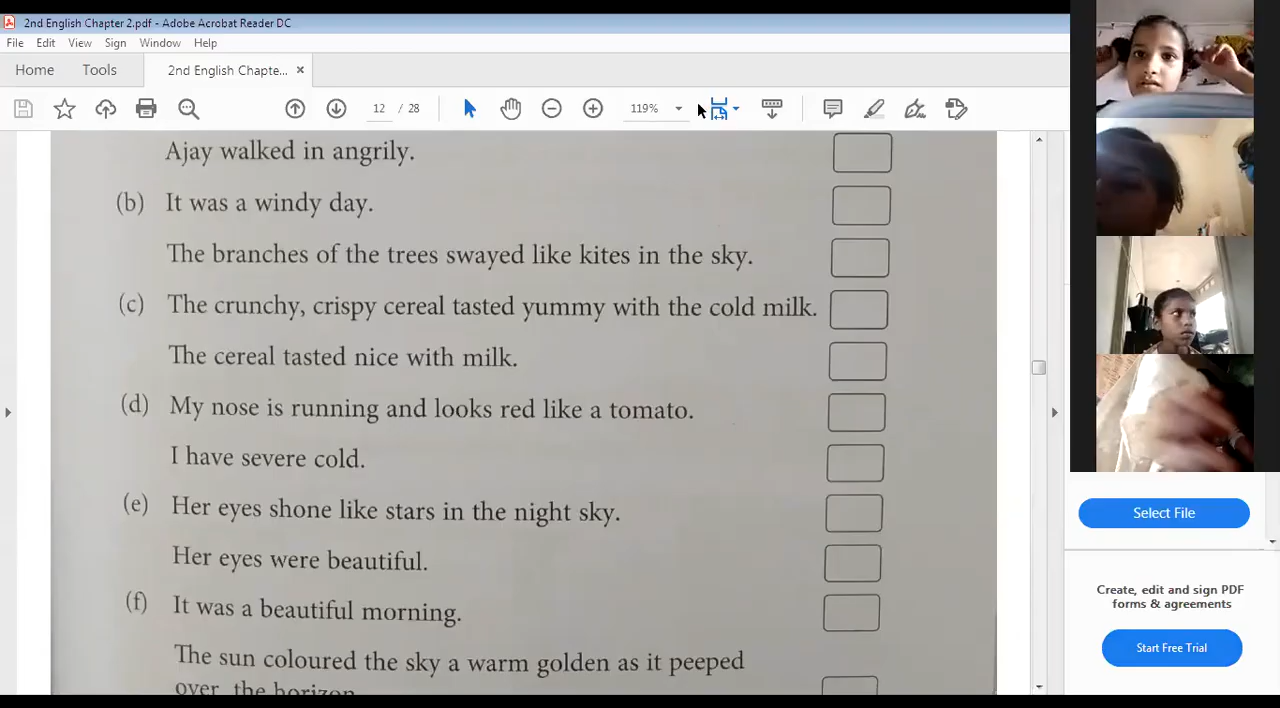 2nd English Chapter 2.pdf - Adobe Acrobat Reader DC
File Edit View Sign Window Help
Home Tools 2nd English Chapte... ×
12 / 28 119%
Ajay walked in angrily.
(b) It was a windy day.
The branches of the trees swayed like kites in the sky.
(c) The crunchy, crispy cereal tasted yummy with the cold milk.
The cereal tasted nice with milk.
(d) My nose is running and looks red like a tomato.
I have severe cold.
(e) Her eyes shone like stars in the night sky.
Her eyes were beautiful.
(f) It was a beautiful morning.
The sun coloured the sky a warm golden as it peeped
over the horizon
Select File
Create, edit and sign PDF
forms & agreements
Start Free Trial